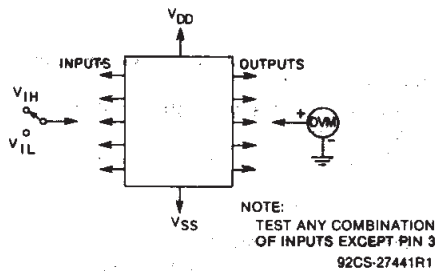 VDD
INPUTS
OUTPUTS
VIH
VIL
+
DVM
-
VSS
NOTE:
TEST ANY COMBINATION
OF INPUTS EXCEPT PIN 3
92CS-27441R1